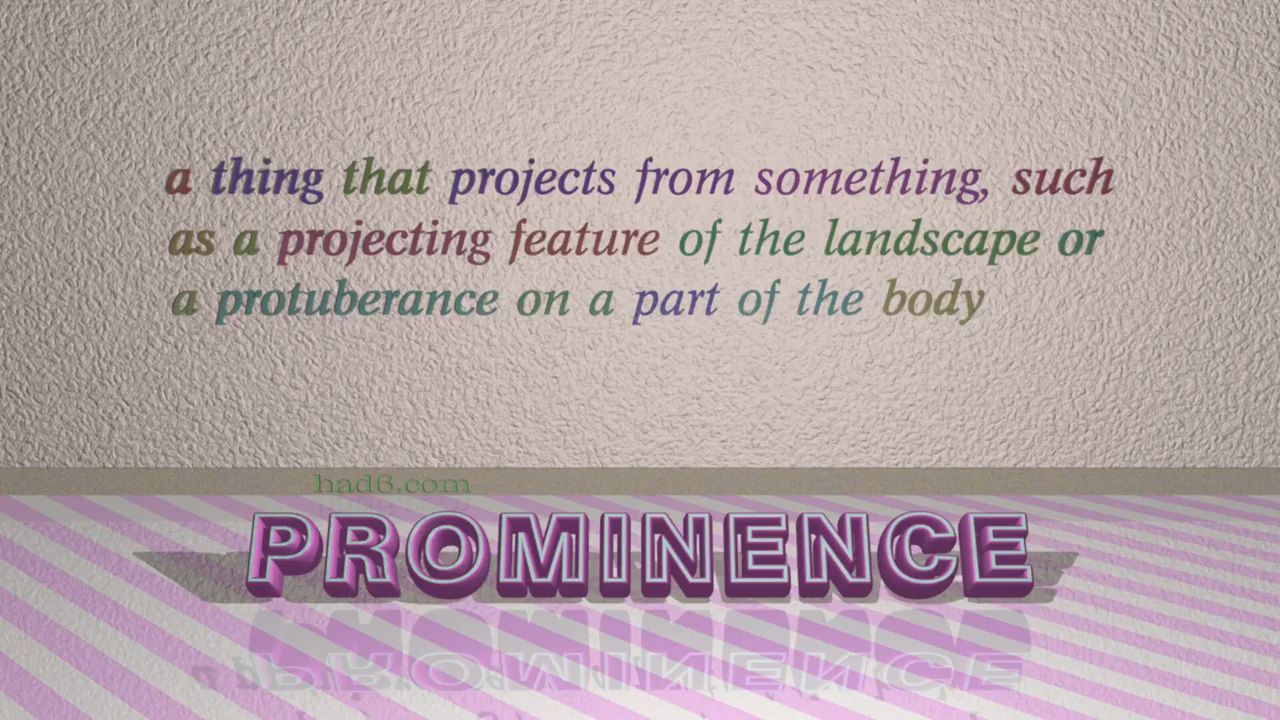 a thing that projects from something, such
as a projecting feature of the landscape or
a protuberance on a part of the body
had6.com
PROMINENCE